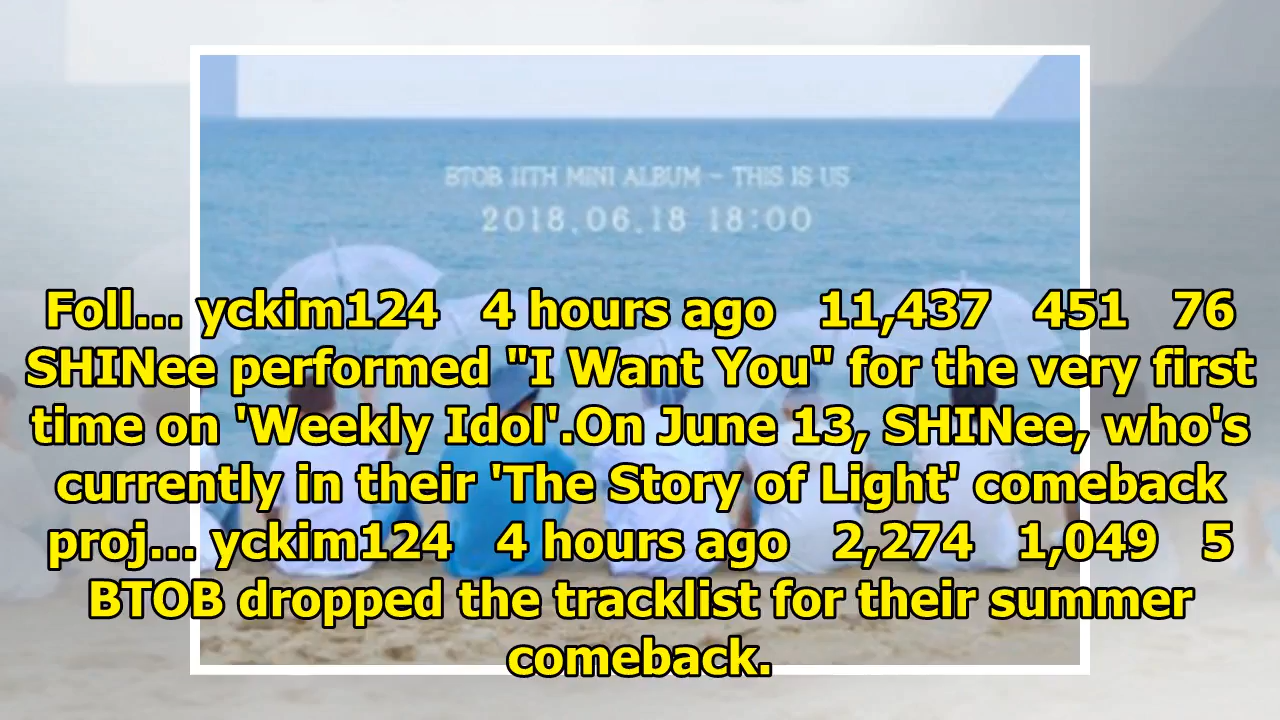 BTOB 11TH MINI ALBUM - THIS IS US
2018.06.18 18:00
Foll... yckim124 4 hours ago 11,437 451 76
SHINee performed "I Want You" for the very first
time on 'Weekly Idol'.On June 13, SHINee, who's
currently in their 'The Story of Light' comeback
proj... yckim124 4 hours ago 2,274 1,049 5
BTOB dropped the tracklist for their summer
comeback.